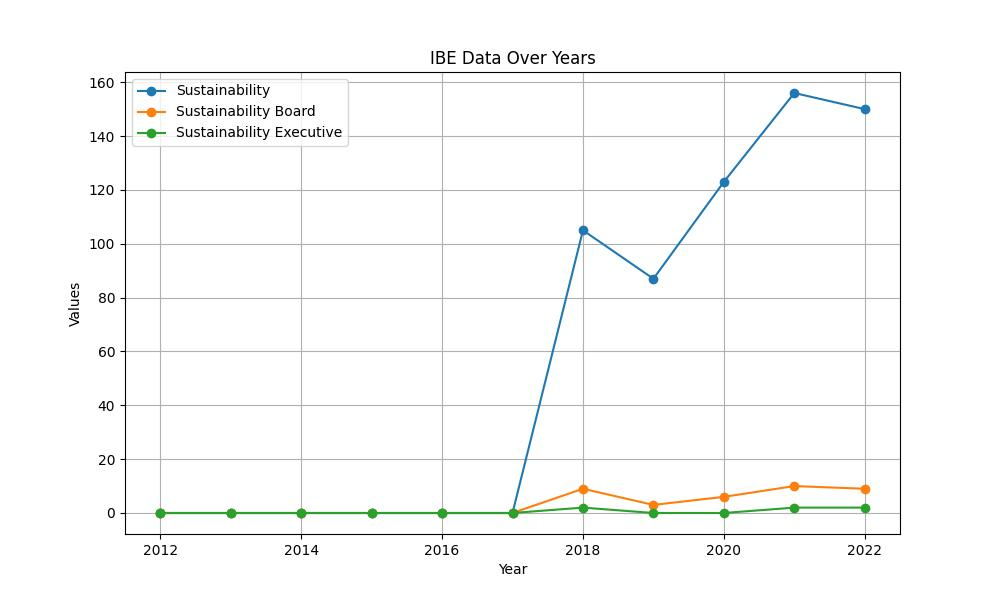 IBE Data Over Years
Sustainability
Sustainability Board
Sustainability Executive
160
140
120
100
80
60
40
20
0
Values
2012 2014 2016 2018 2020 2022
Year